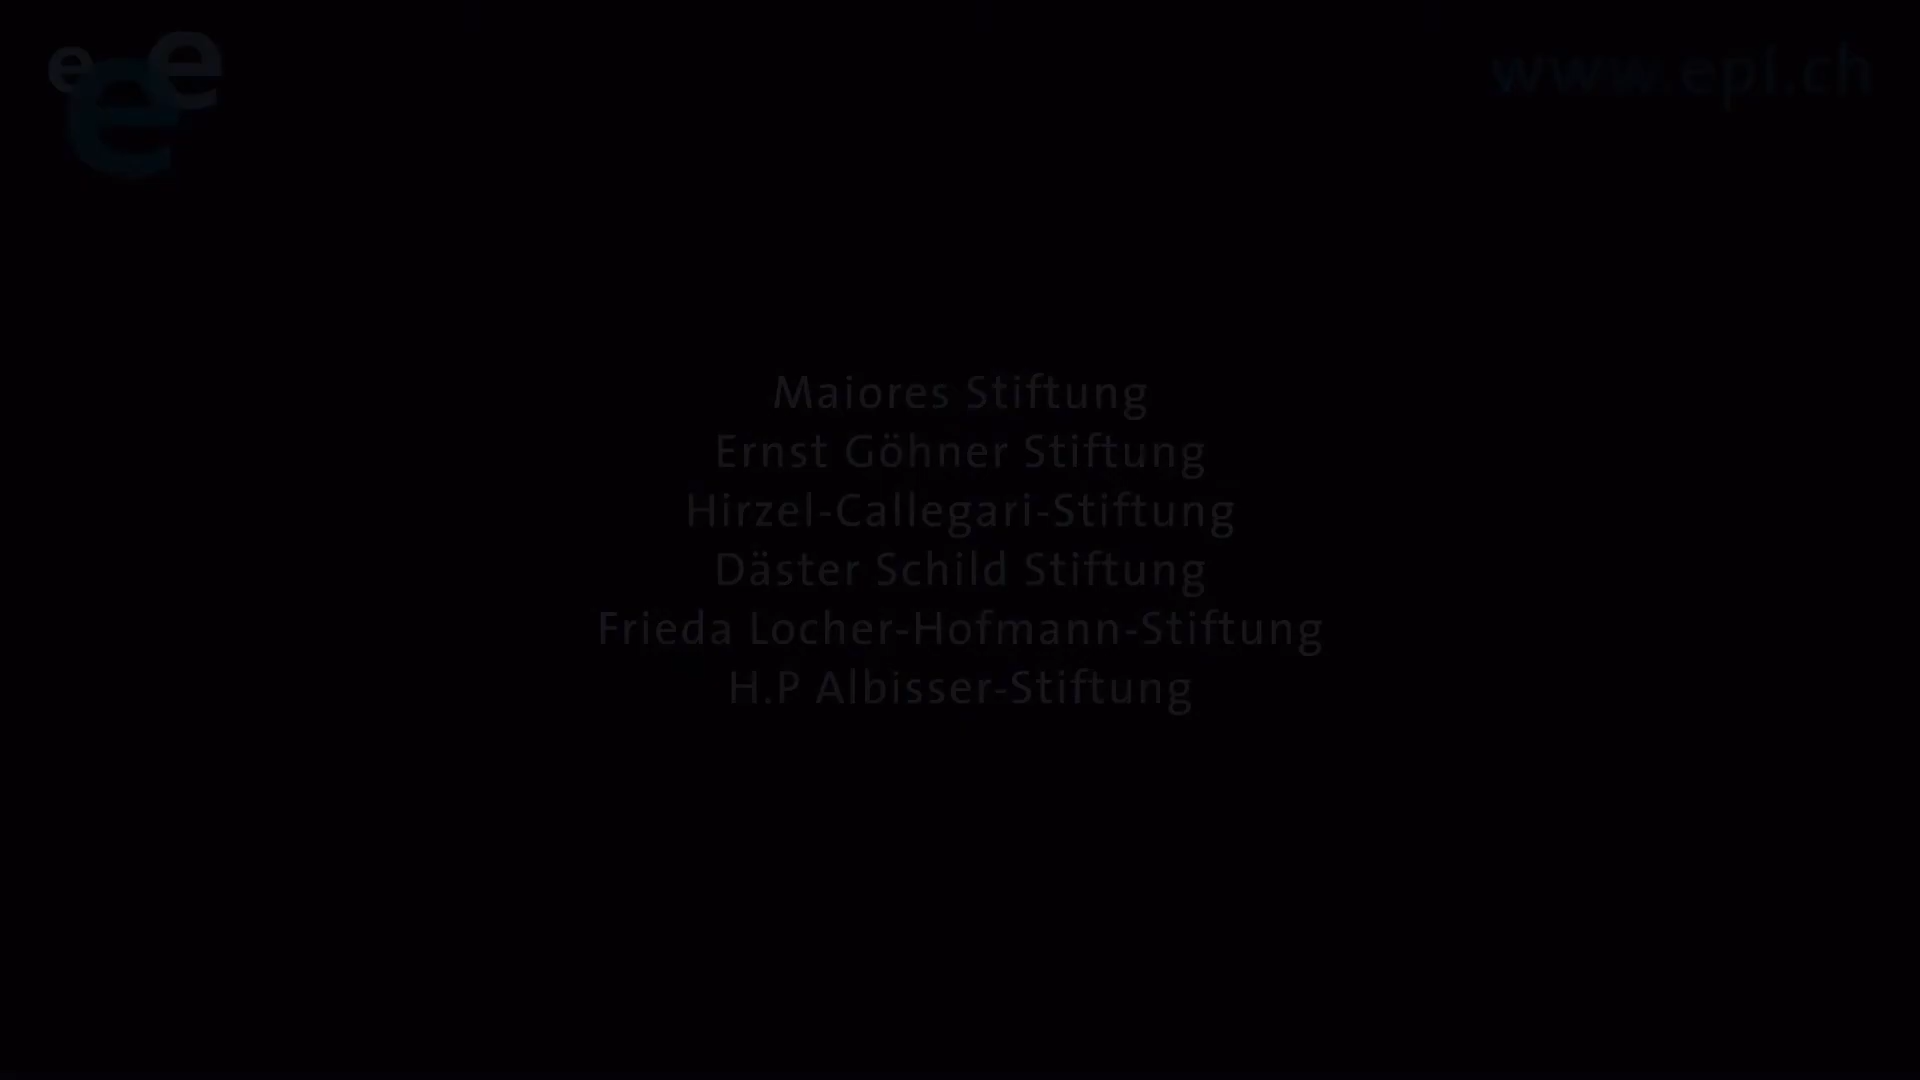 e e e
www.epi.ch
Maiores Stiftung
Ernst Göhner Stiftung
Hirzel-Callegari-Stiftung
Däster Schild Stiftung
Frieda Locher-Hofmann-Stiftung
H.P Albisser-Stiftung